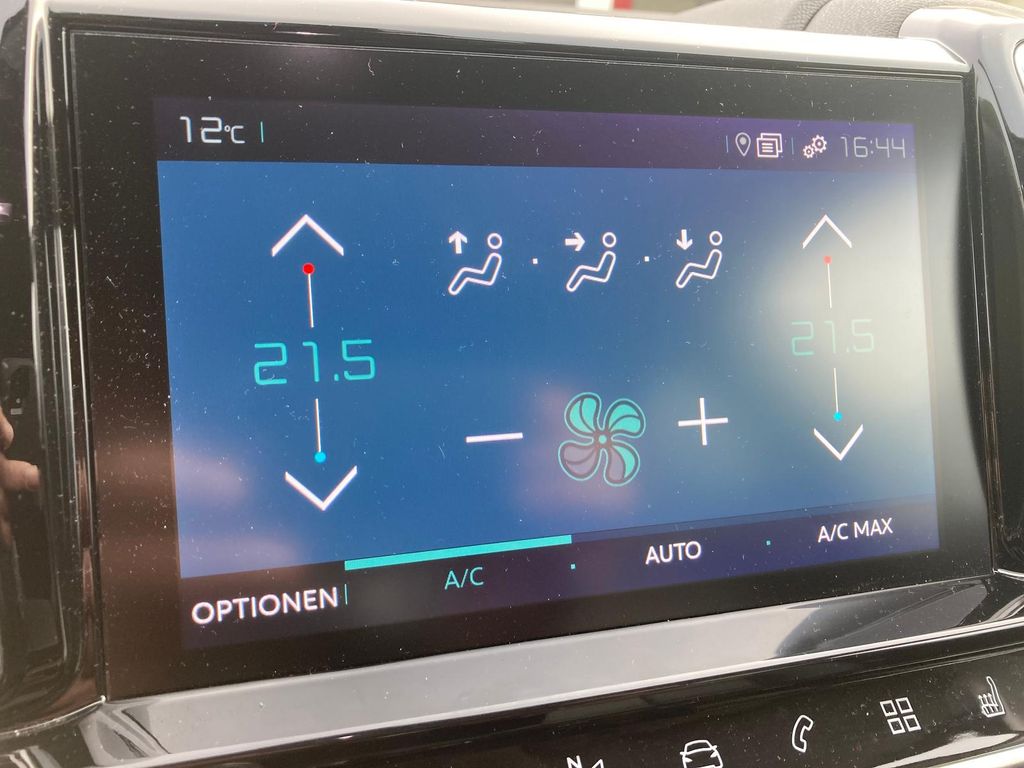 12°C
16:44
21.5
21.5
OPTIONEN
A/C
AUTO
A/C MAX
N